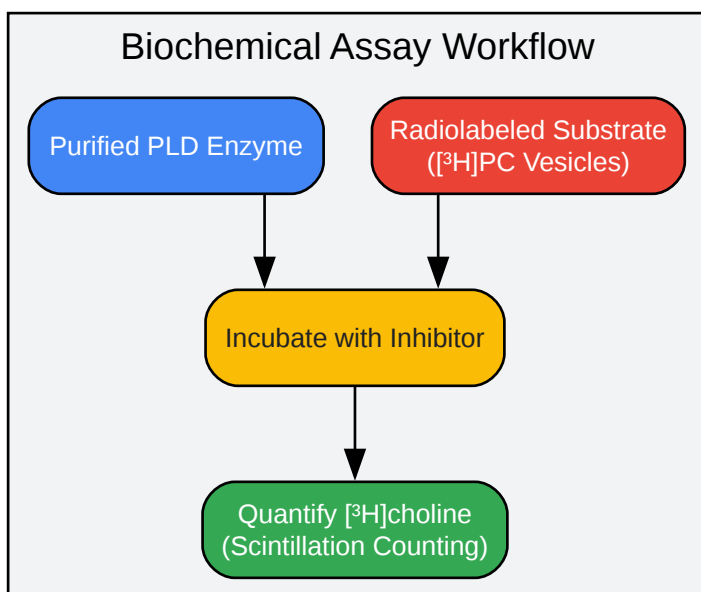 Biochemical Assay Workflow
Purified PLD Enzyme
Radiolabeled Substrate
([³H]PC Vesicles)
Incubate with Inhibitor
Quantify [³H]choline
(Scintillation Counting)